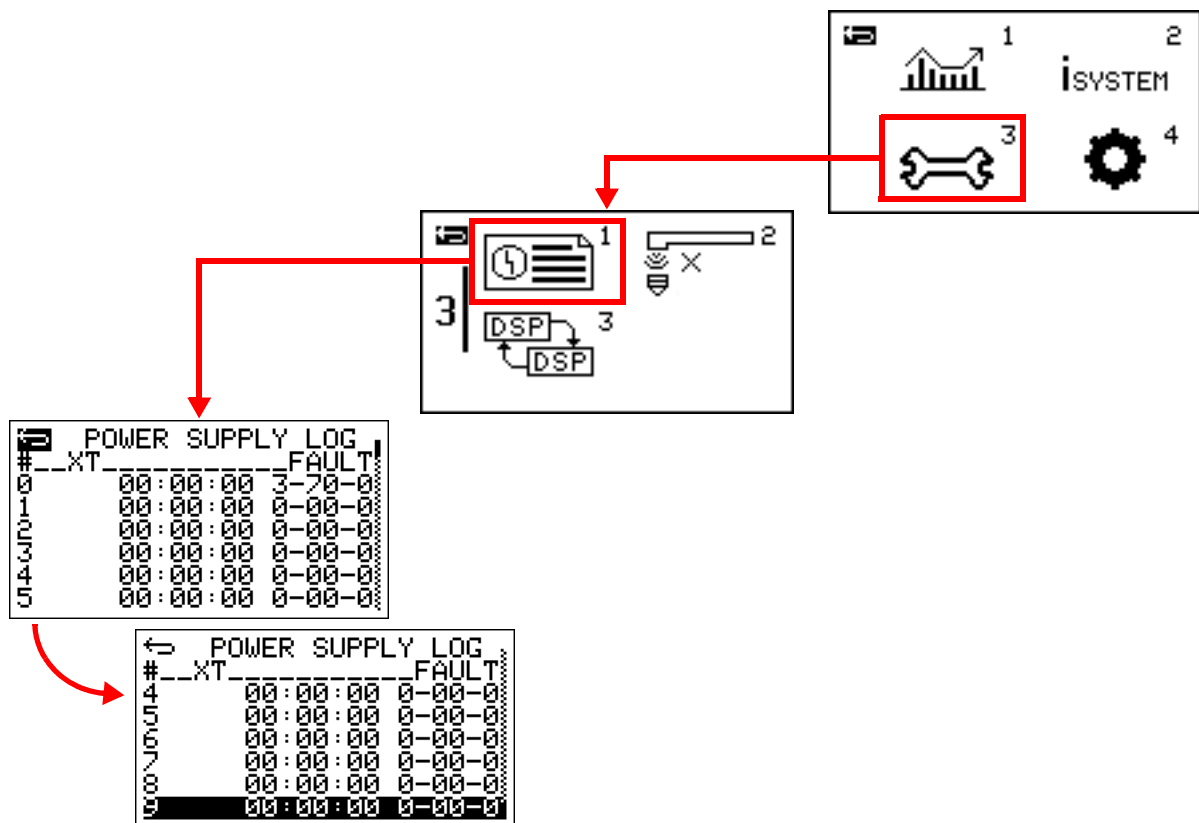 1
2
iSYSTEM
3
4
1
2
3
3
DSP
DSP
POWER SUPPLY LOG
#__XT____________FAULT
0 00:00:00 3-70-0
1 00:00:00 0-00-0
2 00:00:00 0-00-0
3 00:00:00 0-00-0
4 00:00:00 0-00-0
5 00:00:00 0-00-0
POWER SUPPLY LOG
#__XT____________FAULT
4 00:00:00 0-00-0
5 00:00:00 0-00-0
6 00:00:00 0-00-0
7 00:00:00 0-00-0
8 00:00:00 0-00-0
9 00:00:00 0-00-0